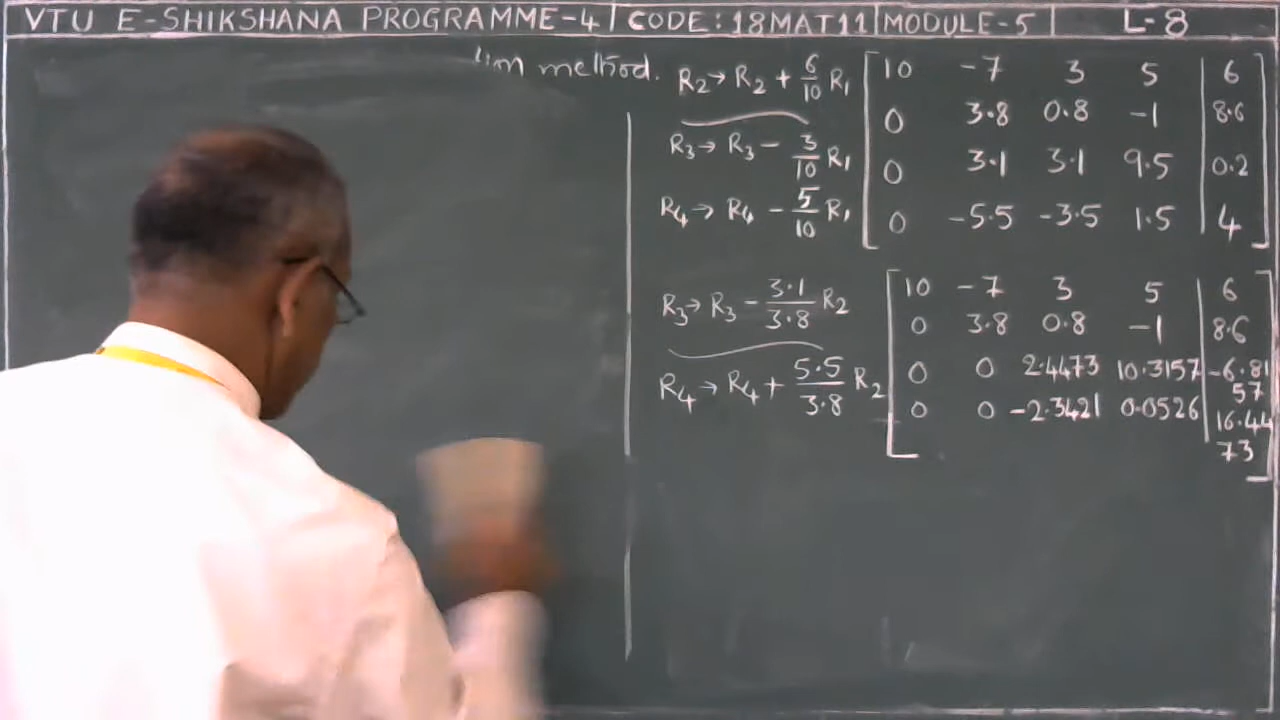 VTU E-SHIKSHANA PROGRAMME-4 | CODE: 18MAT11 | MODULE-5 | L-8
method.
R2→ R2 + 6/10 R1 [ 10 -7 3 5 | 6
0 3.8 0.8 -1 | 8.6
R3→ R3 - 3/10 R1 0 3.1 3.1 9.5 | 0.2
R4→ R4 - 5/10 R1 0 -5.5 -3.5 1.5 | 4 ]
R3→ R3 - 3.1/3.8 R2 [ 10 -7 3 5 | 6
0 3.8 0.8 -1 | 8.6
0 0 2.4473 10.3157 | -6.8157
R4→ R4 + 5.5/3.8 R2 0 0 -2.3421 0.0526 | 16.4473 ]